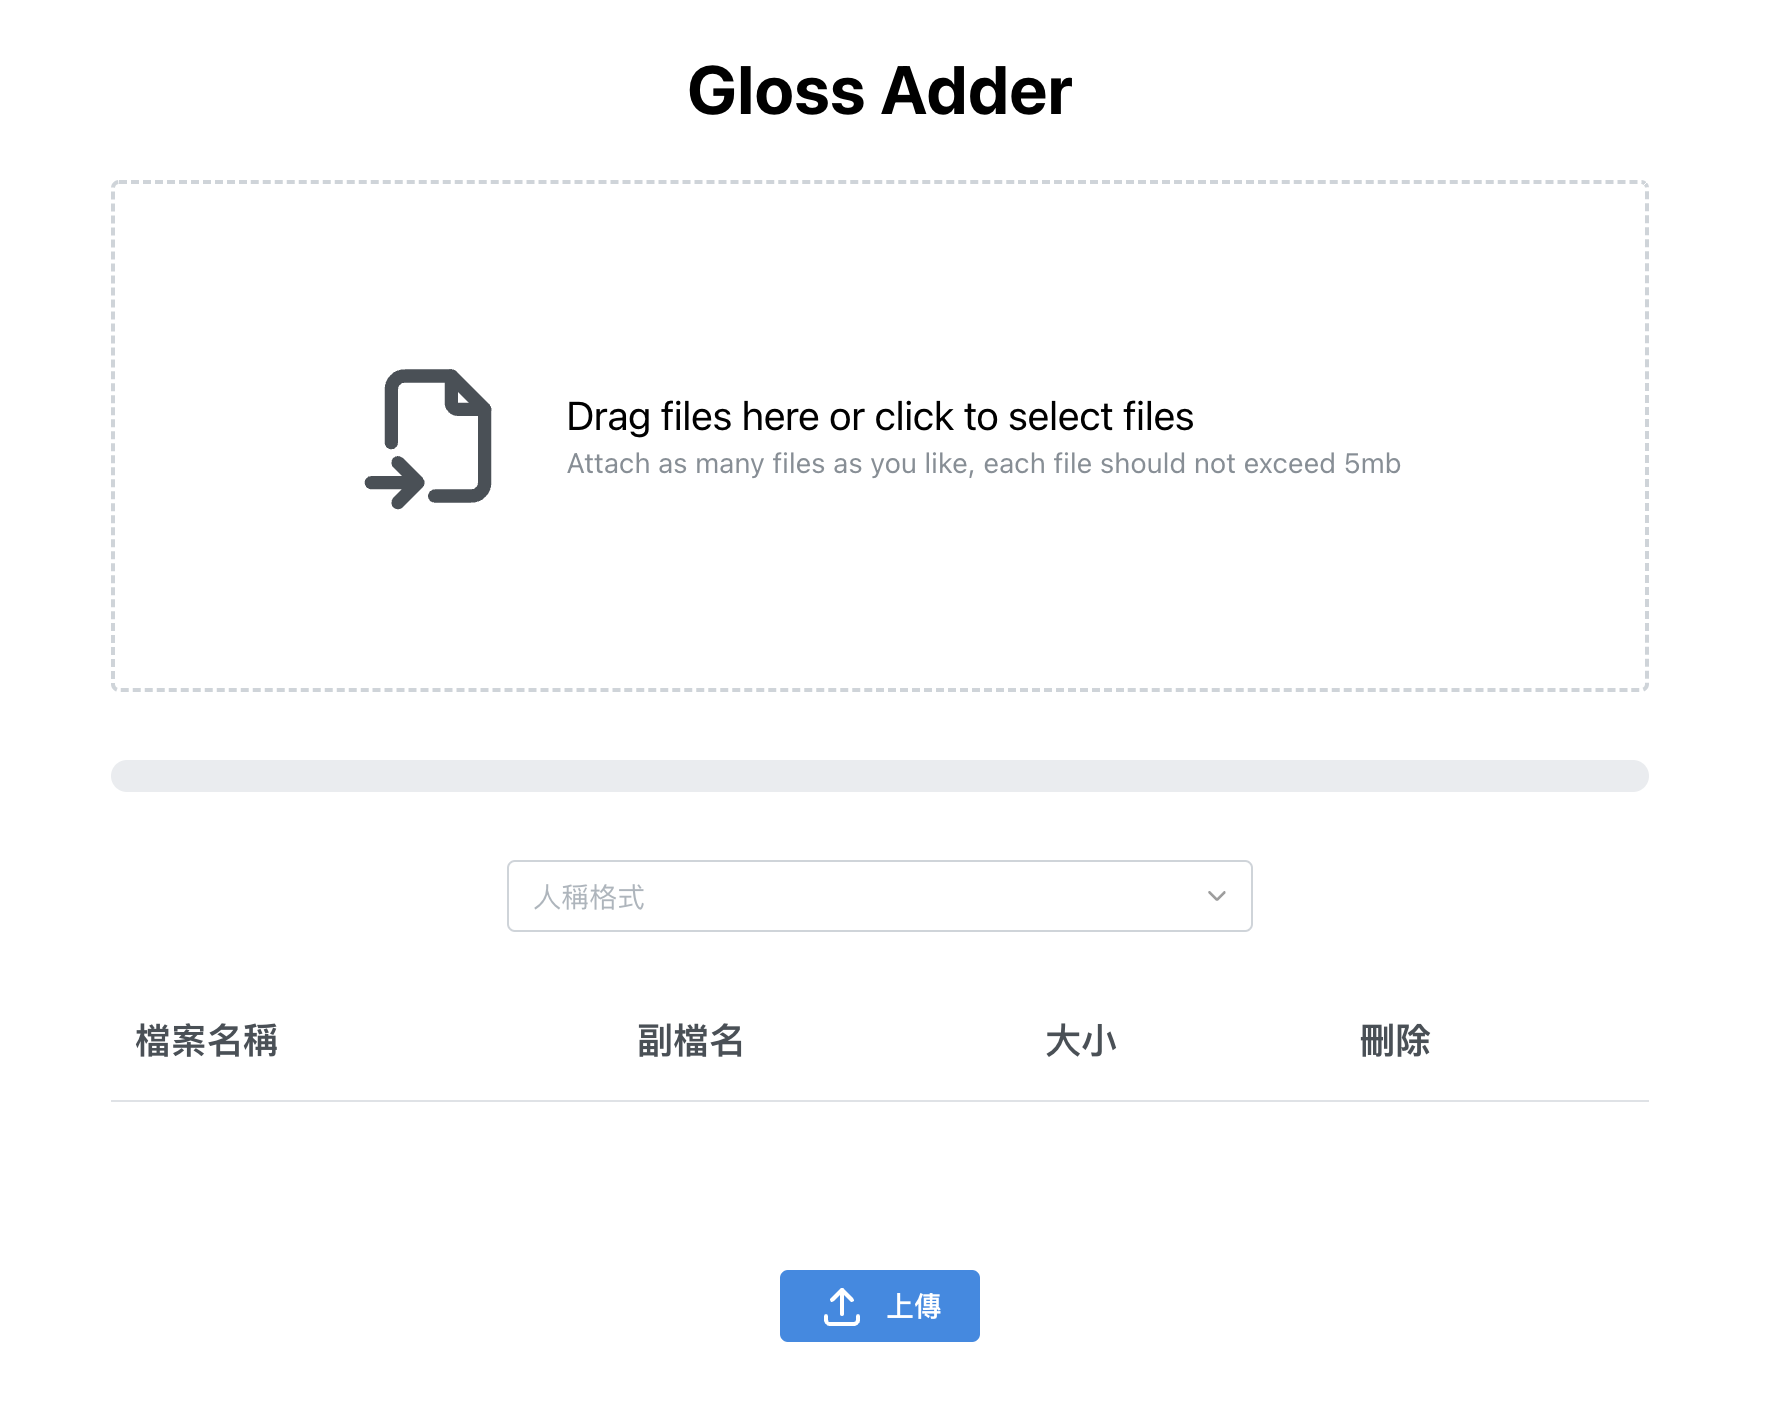 Gloss Adder
Drag files here or click to select files
Attach as many files as you like, each file should not exceed 5mb
人稱格式
檔案名稱 副檔名 大小 刪除
上傳